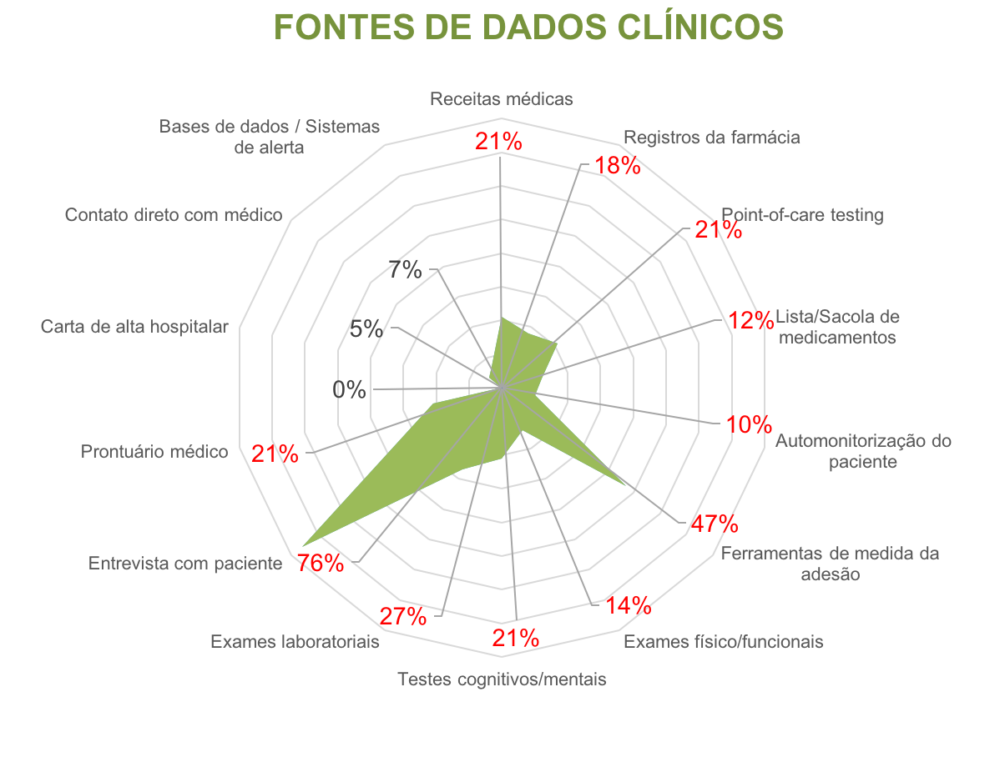 FONTES DE DADOS CLÍNICOS
Receitas médicas
21%
Registros da farmácia
18%
Point-of-care testing
21%
Lista/Sacola de
medicamentos
12%
Automonitorização do
paciente
10%
Ferramentas de medida da
adesão
47%
Exames físico/funcionais
14%
Testes cognitivos/mentais
21%
Exames laboratoriais
27%
Entrevista com paciente
76%
Prontuário médico
21%
Carta de alta hospitalar
0%
Contato direto com médico
5%
Bases de dados / Sistemas
de alerta
7%